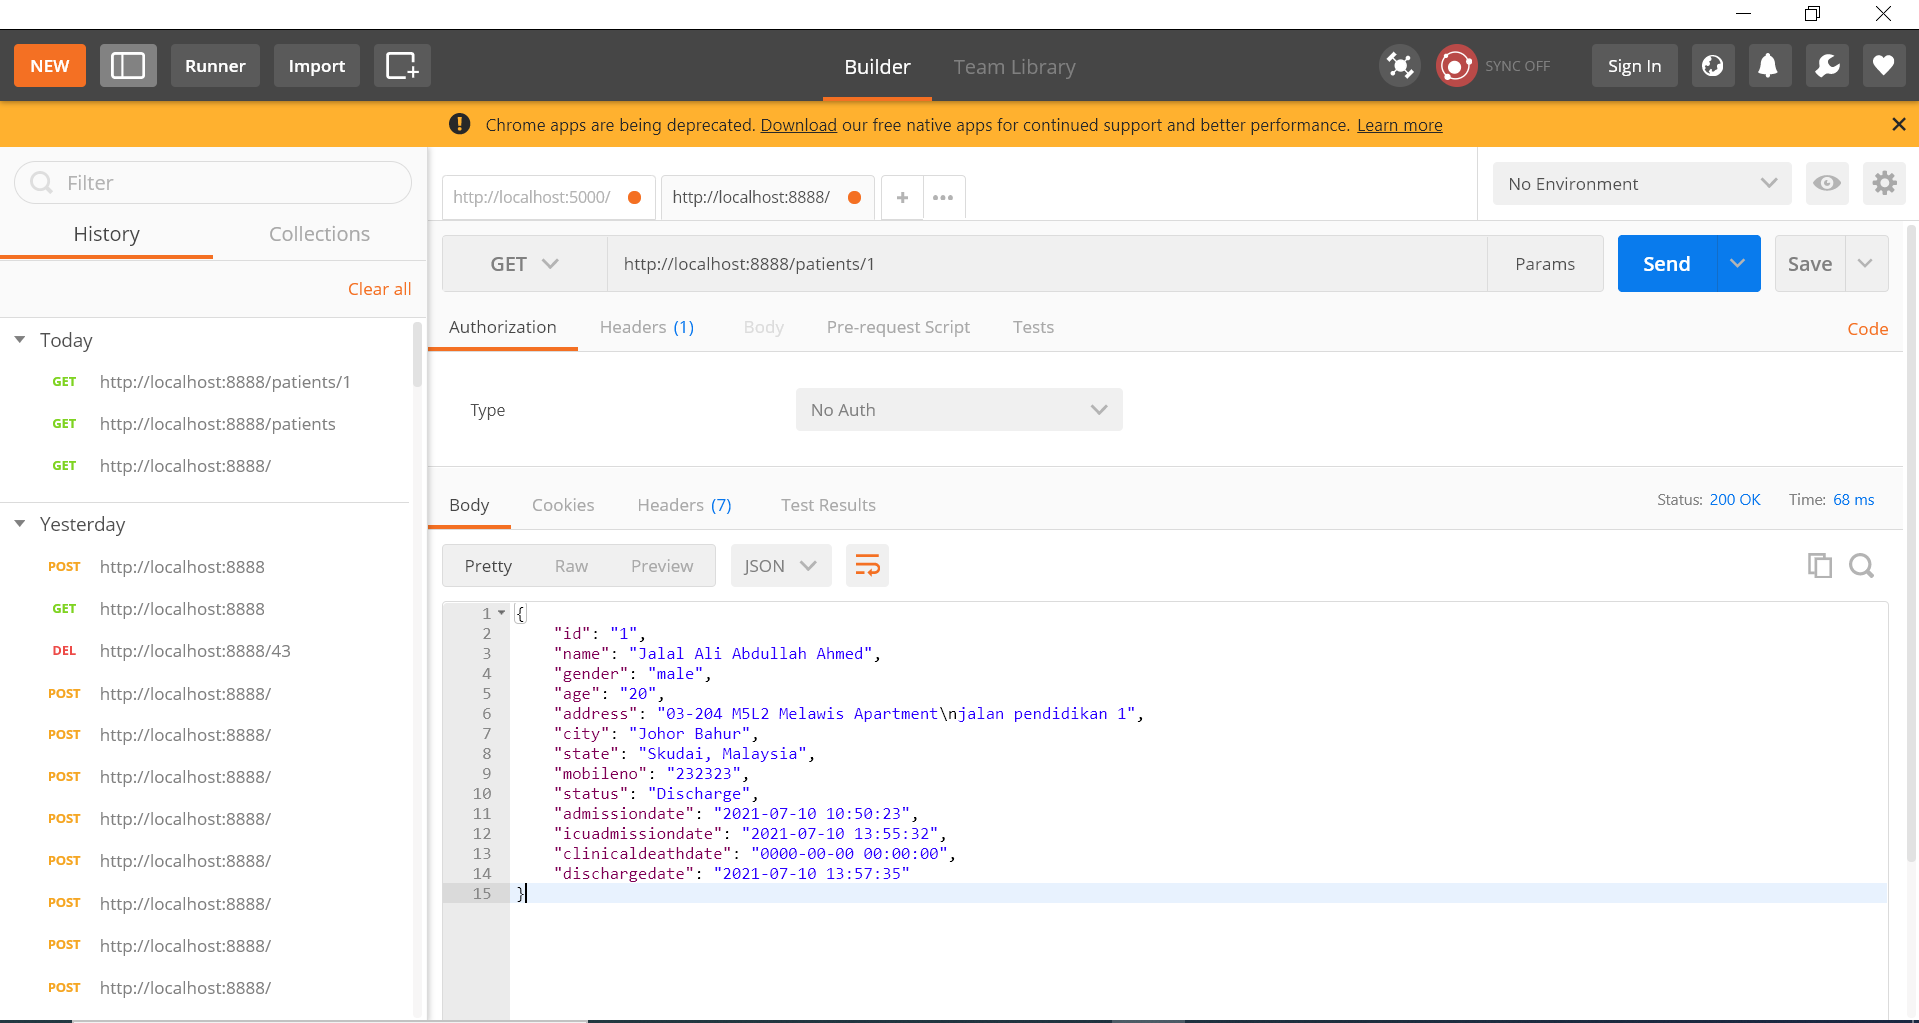 NEW
Runner
Import
Builder
Team Library
SYNC OFF
Sign In
Chrome apps are being deprecated. Download our free native apps for continued support and better performance. Learn more
Filter
History
Collections
Clear all
Today
GET http://localhost:8888/patients/1
GET http://localhost:8888/patients
GET http://localhost:8888/
Yesterday
POST http://localhost:8888
GET http://localhost:8888
DEL http://localhost:8888/43
POST http://localhost:8888/
POST http://localhost:8888/
POST http://localhost:8888/
POST http://localhost:8888/
POST http://localhost:8888/
POST http://localhost:8888/
POST http://localhost:8888/
POST http://localhost:8888/
http://localhost:5000/
http://localhost:8888/
+
No Environment
GET
http://localhost:8888/patients/1
Params
Send
Save
Authorization
Headers (1)
Body
Pre-request Script
Tests
Code
Type
No Auth
Body
Cookies
Headers (7)
Test Results
Status: 200 OK
Time: 68 ms
Pretty
Raw
Preview
JSON
1 {
2 "id": "1",
3 "name": "Jalal Ali Abdullah Ahmed",
4 "gender": "male",
5 "age": "20",
6 "address": "03-204 M5L2 Melawis Apartment\njalan pendidikan 1",
7 "city": "Johor Bahur",
8 "state": "Skudai, Malaysia",
9 "mobileno": "232323",
10 "status": "Discharge",
11 "admissiondate": "2021-07-10 10:50:23",
12 "icuadmissiondate": "2021-07-10 13:55:32",
13 "clinicaldeathdate": "0000-00-00 00:00:00",
14 "dischargedate": "2021-07-10 13:57:35"
15 }